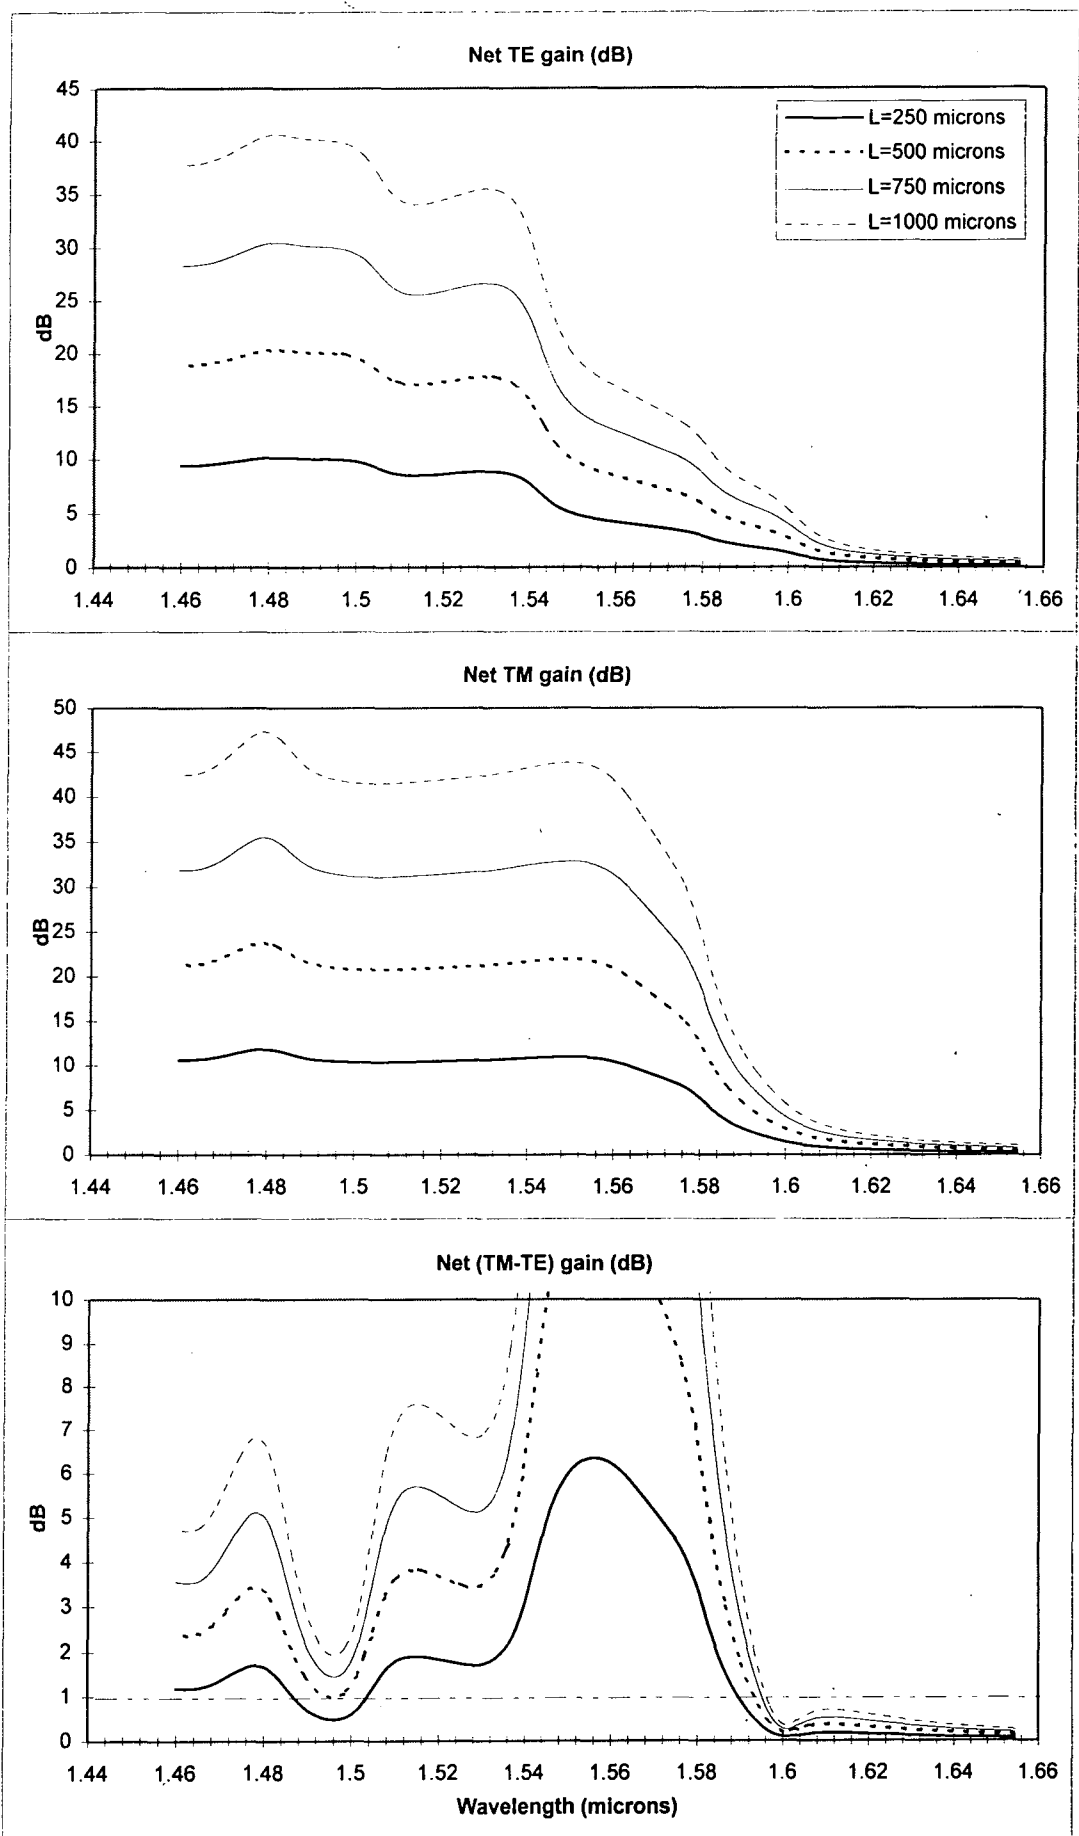 Net TE gain (dB)
45
40
35
30
25
20
15
10
5
0
dB
L=250 microns
L=500 microns
L=750 microns
L=1000 microns
1.44 1.46 1.48 1.5 1.52 1.54 1.56 1.58 1.6 1.62 1.64 1.66
Net TM gain (dB)
50
45
40
35
30
25
20
15
10
5
0
dB
1.44 1.46 1.48 1.5 1.52 1.54 1.56 1.58 1.6 1.62 1.64 1.66
Net (TM-TE) gain (dB)
10
9
8
7
6
5
4
3
2
1
0
dB
1.44 1.46 1.48 1.5 1.52 1.54 1.56 1.58 1.6 1.62 1.64 1.66
Wavelength (microns)